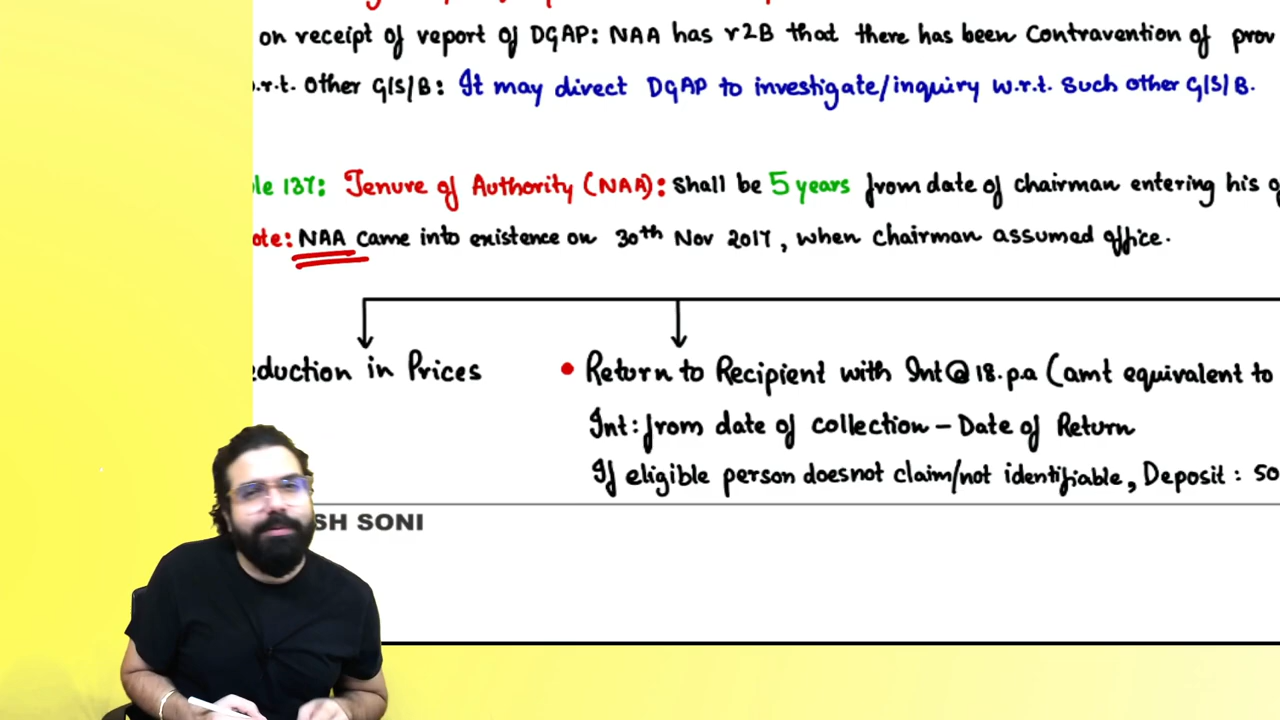 on receipt of report of DGAP: NAA has r2B that there has been Contravention of prov
.r.t. Other G/S/B: It may direct DGAP to investigate/inquiry w.r.t. Such other G/S/B.
le 137: Tenure of Authority (NAA): Shall be 5 years from date of chairman entering his o
ote: NAA came into existence on 30th Nov 2017, when Chairman assumed office.
eduction in Prices
• Return to Recipient with Int@ 18.p.a (amt equivalent to
Int: from date of collection – Date of Return
If eligible person doesnot claim/not identifiable, Deposit : 50
SH SONI